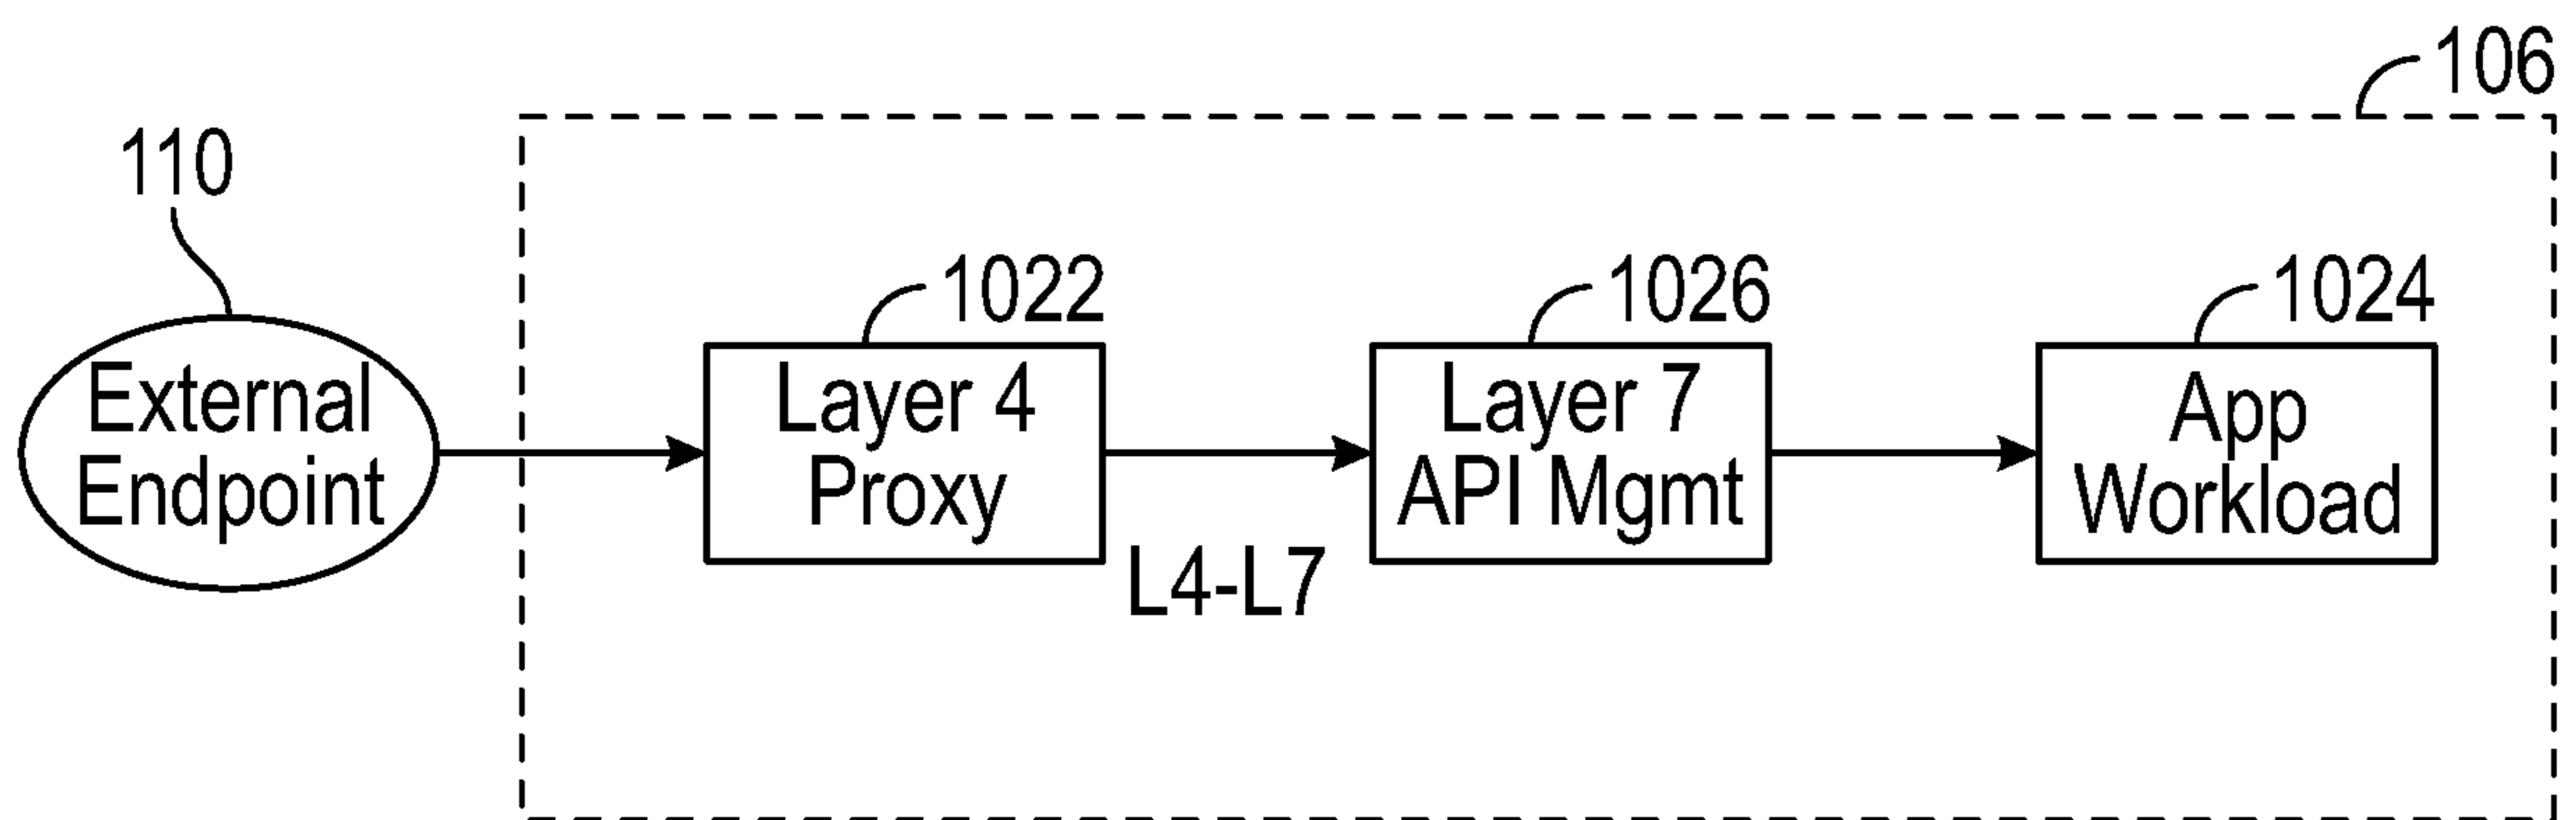 106
110
1022
1026
1024
External
Endpoint
Layer 4
Proxy
L4-L7
Layer 7
API Mgmt
App
Workload